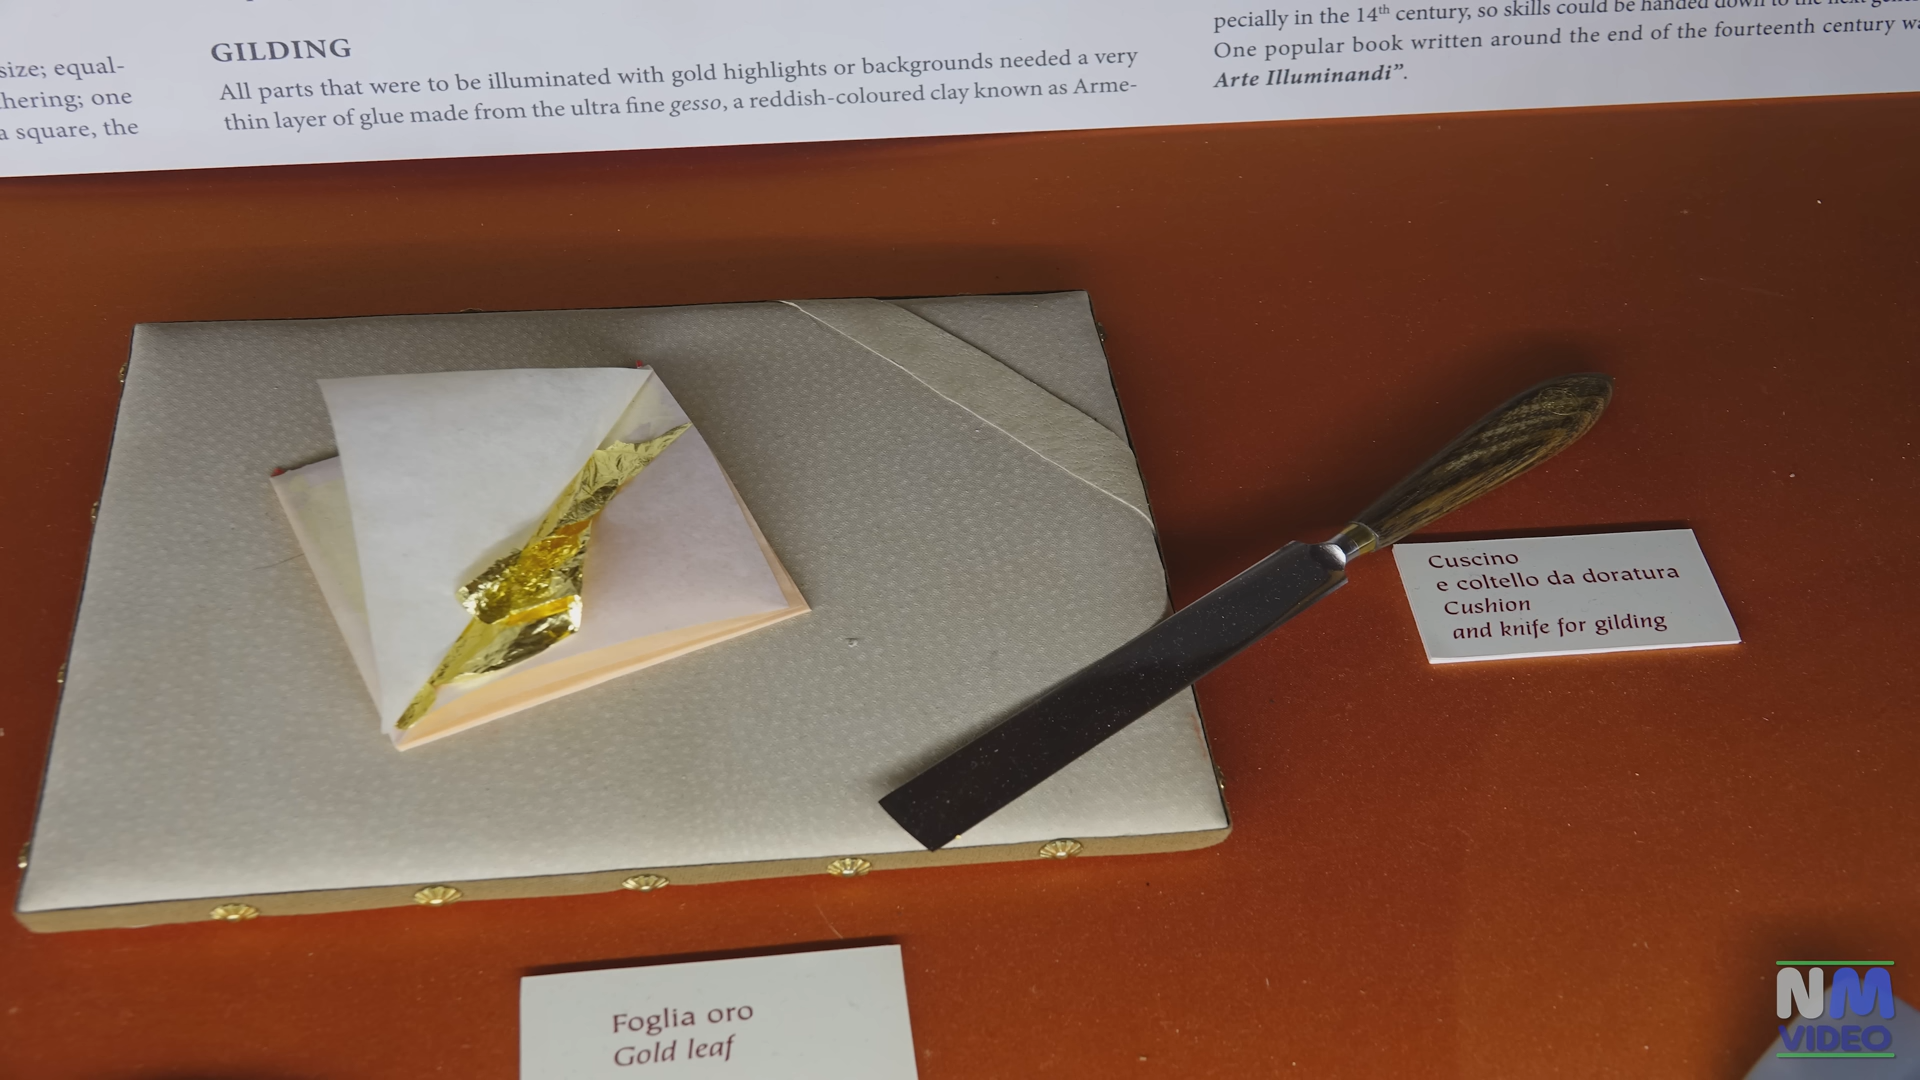 size; equal-
hering; one
a square, the
GILDING
All parts that were to be illuminated with gold highlights or backgrounds needed a very
thin layer of glue made from the ultra fine gesso, a reddish-coloured clay known as Arme-
pecially in the 14th century, so skills could be handed down to the next
One popular book written around the end of the fourteenth century
Arte Illuminandi”.
Cuscino
e coltello da doratura
Cushion
and knife for gilding
Foglia oro
Gold leaf
NM
VIDEO